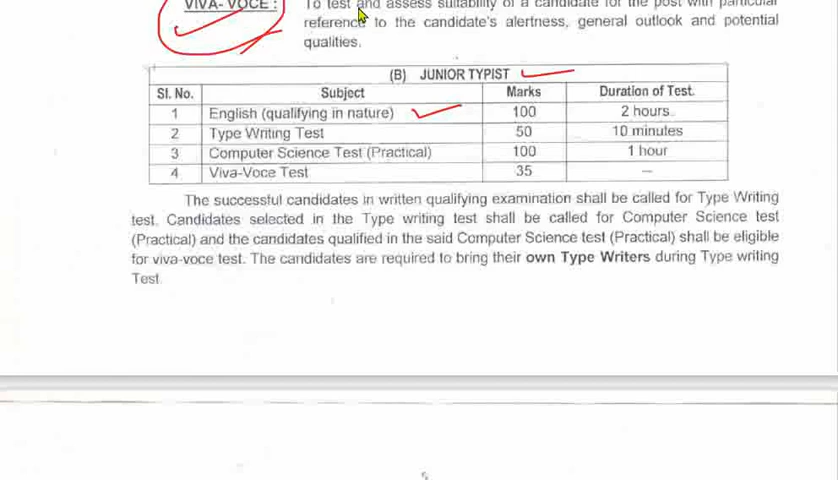 VIVA- VOCE : To test and assess suitability of a candidate for the post with particular
reference to the candidate's alertness, general outlook and potential
qualities.
(B) JUNIOR TYPIST
Sl. No. Subject Marks Duration of Test.
1 English (qualifying in nature) 100 2 hours.
2 Type Writing Test 50 10 minutes
3 Computer Science Test (Practical) 100 1 hour
4 Viva-Voce Test 35 —
The successful candidates in written qualifying examination shall be called for Type Writing
test. Candidates selected in the Type writing test shall be called for Computer Science test
(Practical) and the candidates qualified in the said Computer Science test (Practical) shall be eligible
for viva-voce test. The candidates are required to bring their own Type Writers during Type writing
Test.